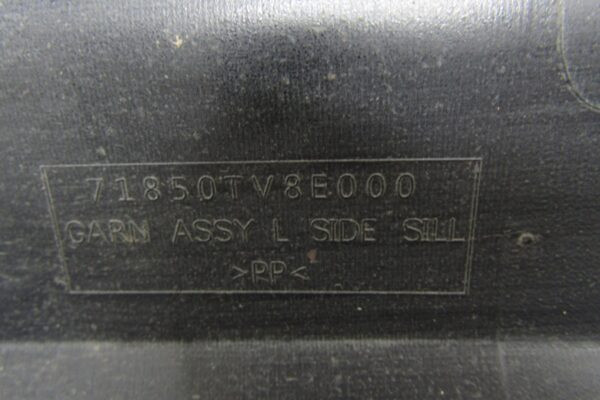 71850TV8E000
GARN ASSY L SIDE SILL
>PP<